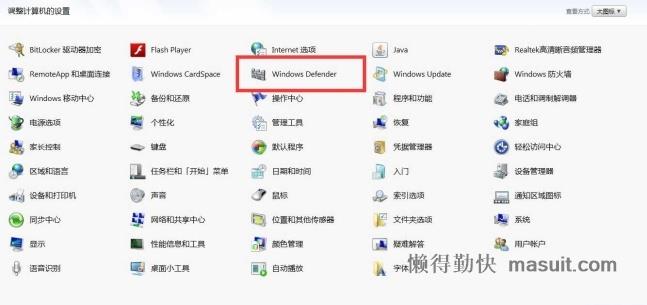 调整计算机的设置 查看方式： 大图标 ▼
BitLocker 驱动器加密 Flash Player Internet 选项 Java Realtek高清晰音频管理器
RemoteApp 和桌面连接 Windows CardSpace Windows Defender Windows Update Windows 防火墙
Windows 移动中心 备份和还原 操作中心 程序和功能 电话和调制解调器
电源选项 个性化 管理工具 恢复 家庭组
家长控制 键盘 默认程序 凭据管理器 轻松访问中心
区域和语言 任务栏和「开始」菜单 日期和时间 入门 设备管理器
设备和打印机 声音 鼠标 索引选项 通知区域图标
同步中心 网络和共享中心 位置和其他传感器 文件夹选项 系统
显示 性能信息和工具 颜色管理 疑难解答 用户帐户
语音识别 桌面小工具 自动播放 字体
懒得勤快 masuit.com